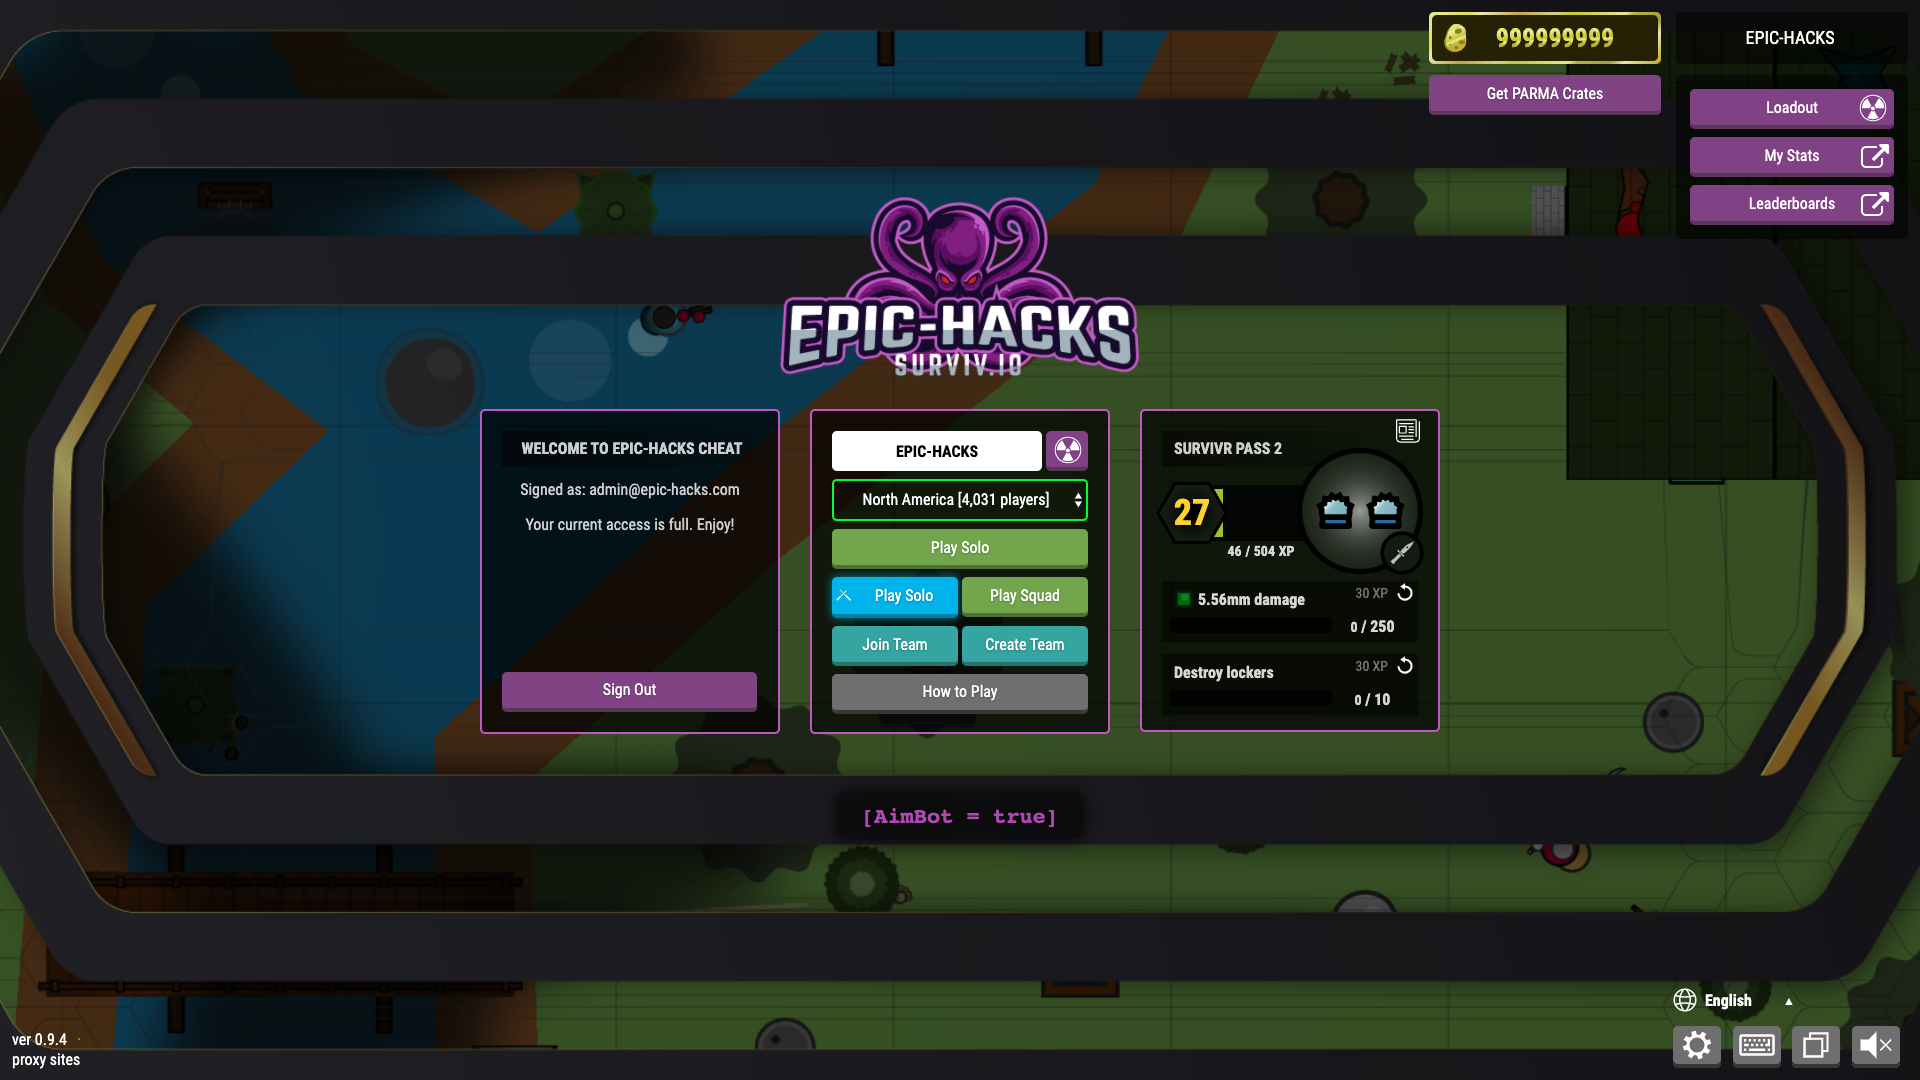 999999999
Get PARMA Crates
EPIC-HACKS
Loadout
My Stats
Leaderboards
EPIC-HACKS
SURVIV.IO
WELCOME TO EPIC-HACKS CHEAT
Signed as: admin@epic-hacks.com
Your current access is full. Enjoy!
Sign Out
EPIC-HACKS
North America [4,031 players]
Play Solo
Play Solo
Play Squad
Join Team
Create Team
How to Play
SURVIVR PASS 2
27
46 / 504 XP
5.56mm damage
30 XP
0 / 250
Destroy lockers
30 XP
0 / 10
[AimBot = true]
English
ver 0.9.4
proxy sites